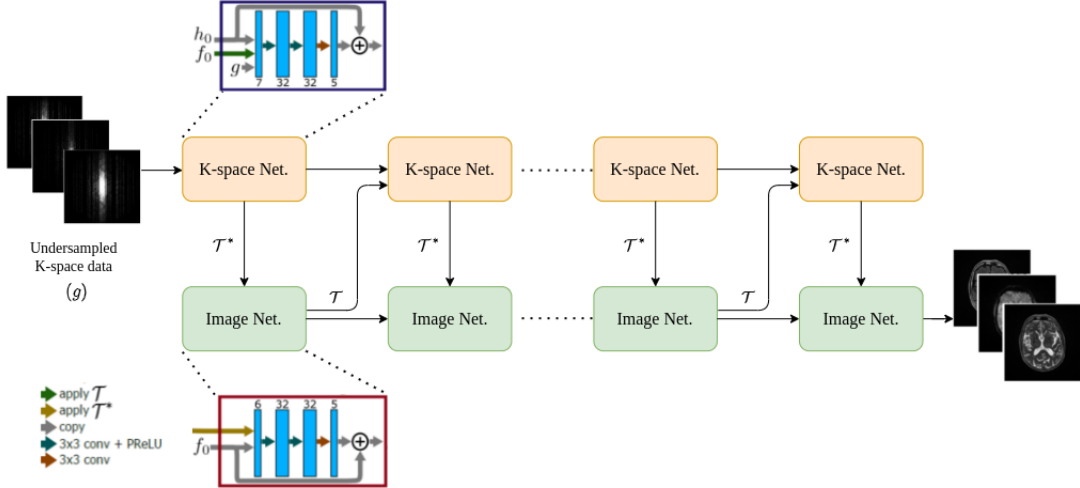 h₀
f₀
g
7 32 32 5
K-space Net. K-space Net. K-space Net. K-space Net.
Undersampled
K-space data
(g)
𝒯* 𝒯* 𝒯* 𝒯*
𝒯 𝒯
Image Net. Image Net. Image Net. Image Net.
apply 𝒯
apply 𝒯*
copy
3x3 conv + PReLU
3x3 conv
6 32 32 5
f₀